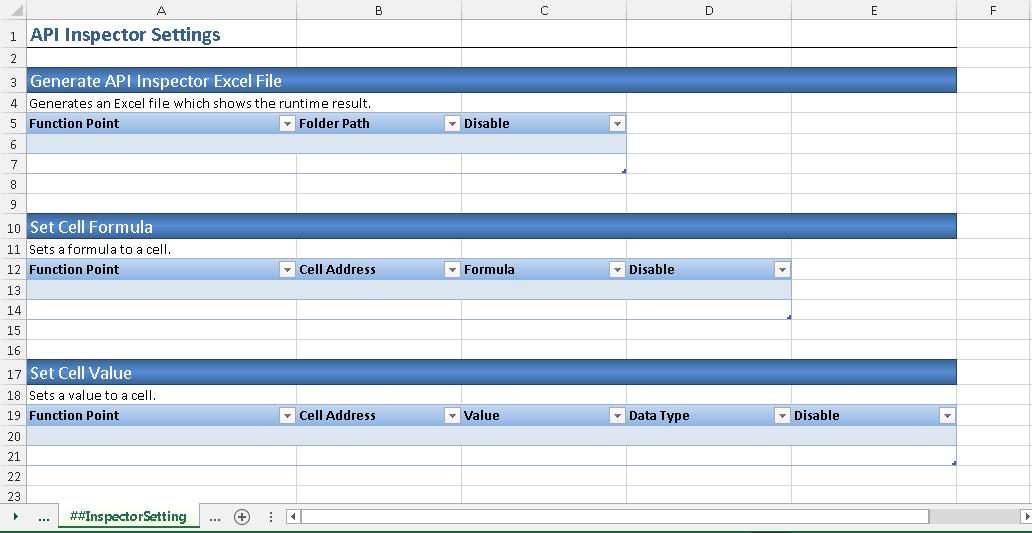 A B C D E F
1 API Inspector Settings
2
3 Generate API Inspector Excel File
4 Generates an Excel file which shows the runtime result.
5 Function Point Folder Path Disable
6
7
8
9
10 Set Cell Formula
11 Sets a formula to a cell.
12 Function Point Cell Address Formula Disable
13
14
15
16
17 Set Cell Value
18 Sets a value to a cell.
19 Function Point Cell Address Value Data Type Disable
20
21
22
23
... ##InspectorSetting ...